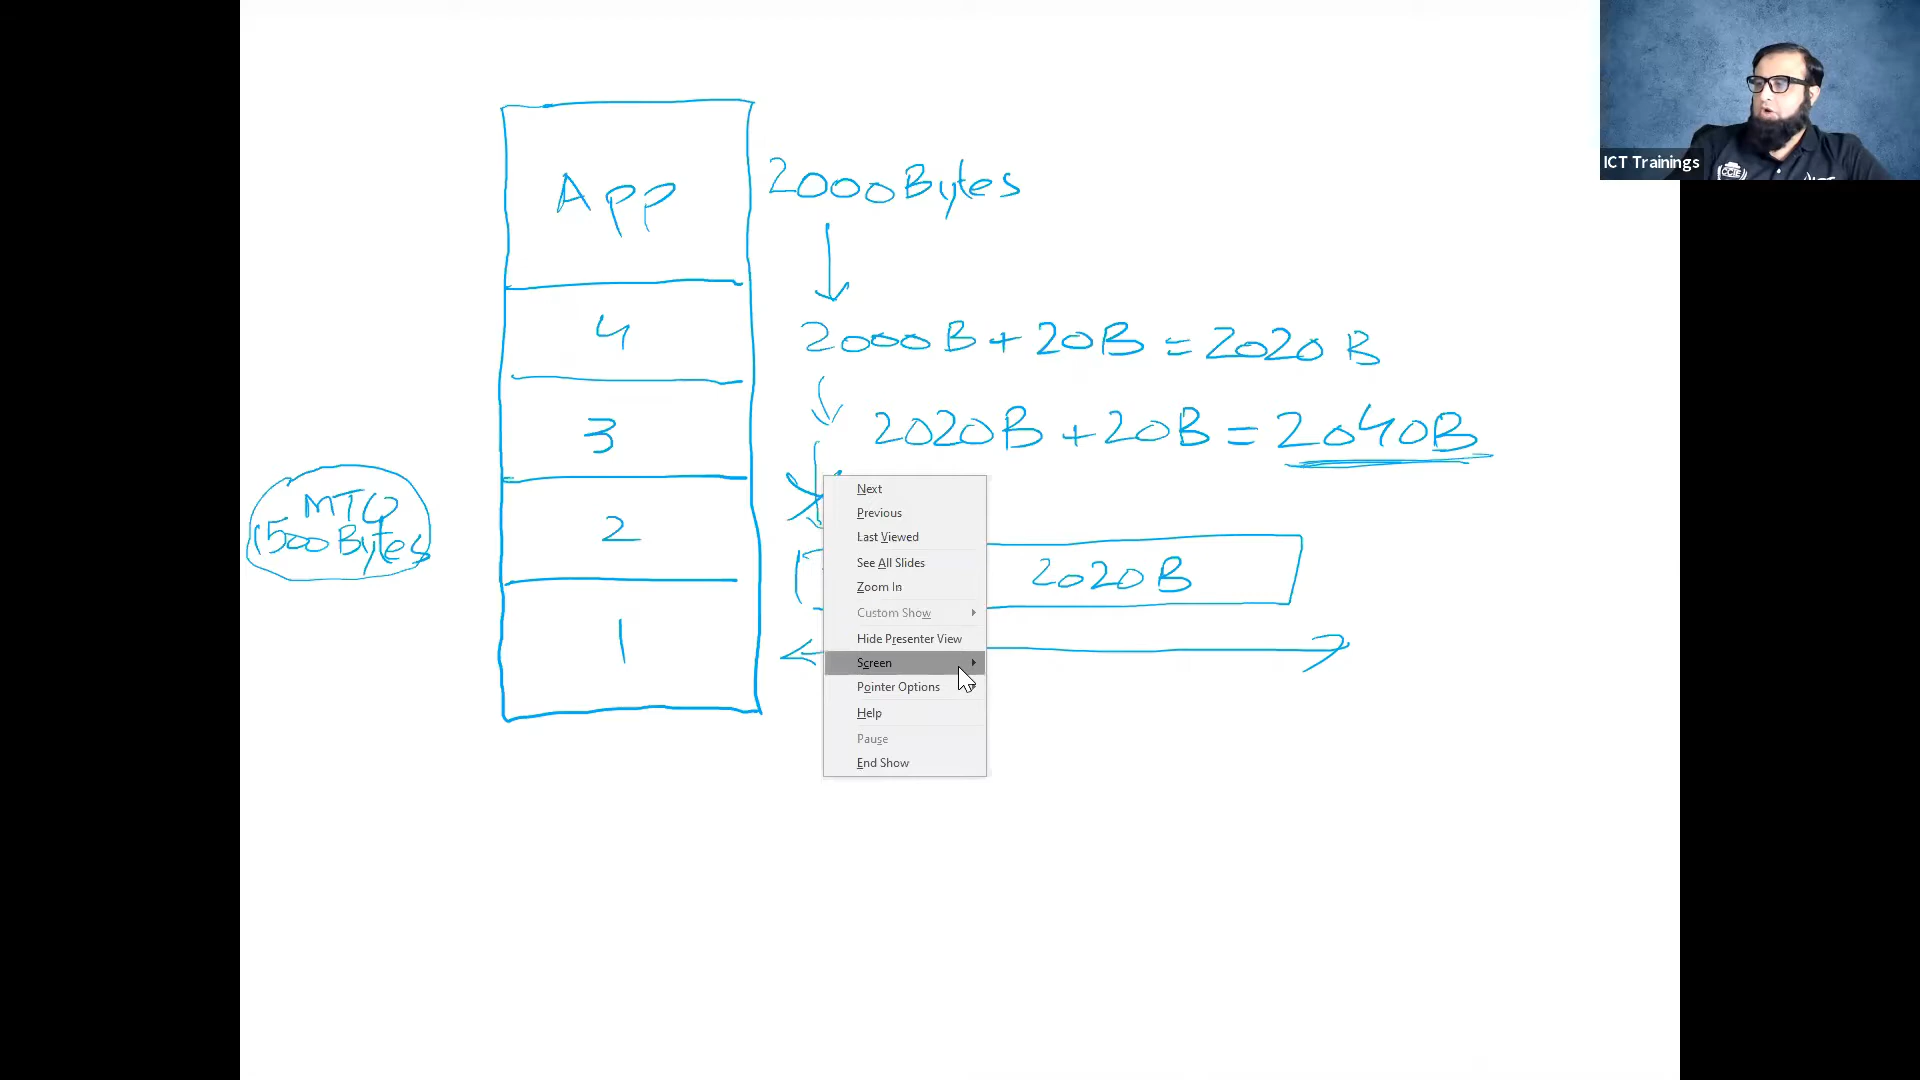 ICT Trainings
App
2000Bytes
4
2000B + 20B = 2020 B
3
2020B + 20B = 2040B
MTU
1500 Bytes
2
2020 B
1
Next
Previous
Last Viewed
See All Slides
Zoom In
Custom Show
Hide Presenter View
Screen
Pointer Options
Help
Pause
End Show